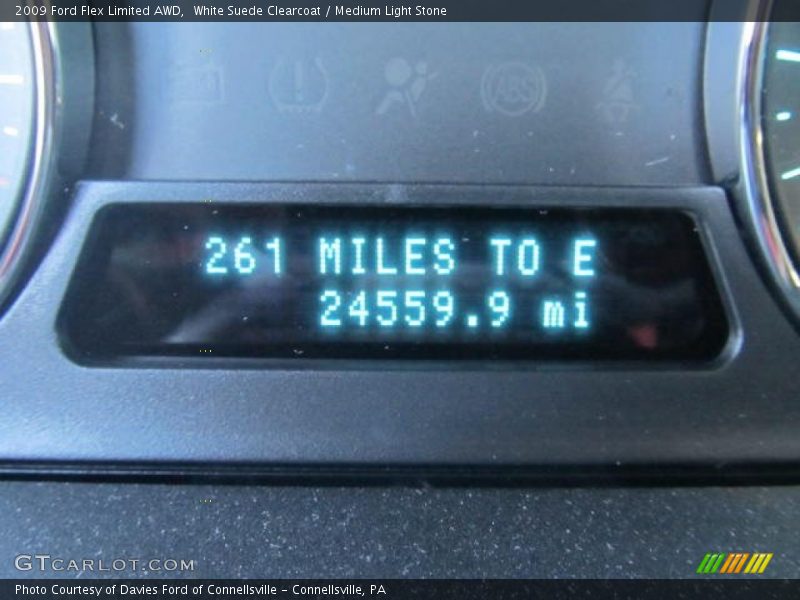 2009 Ford Flex Limited AWD,  White Suede Clearcoat / Medium Light Stone
ABS
261 MILES TO E
24559.9 mi
GTCARLOT.COM
Photo Courtesy of Davies Ford of Connellsville – Connellsville, PA